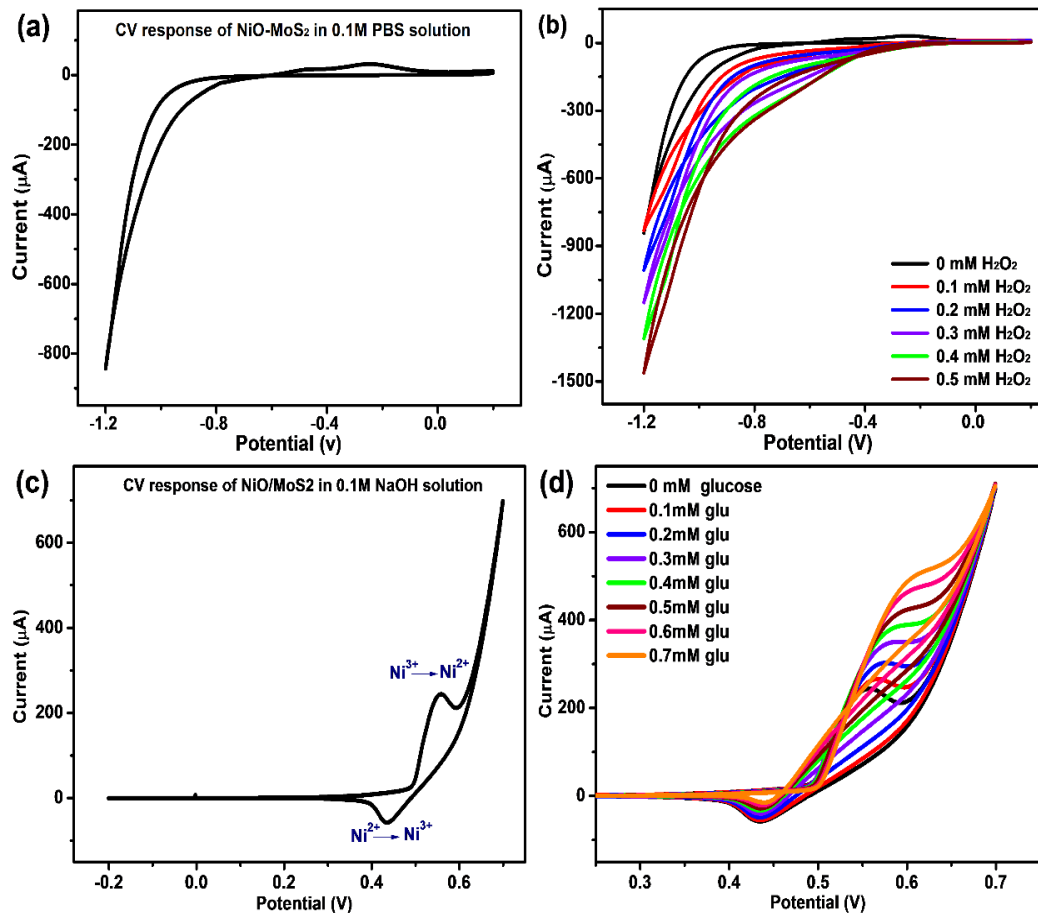 (a)
CV response of NiO-MoS₂ in 0.1M PBS solution
Current (μA)
0
-200
-400
-600
-800
-1.2
-0.8
-0.4
0.0
Potential (v)
(b)
Current (μA)
0
-300
-600
-900
-1200
-1500
0 mM H₂O₂
0.1 mM H₂O₂
0.2 mM H₂O₂
0.3 mM H₂O₂
0.4 mM H₂O₂
0.5 mM H₂O₂
-1.2
-0.8
-0.4
0.0
Potential (V)
(c)
CV response of NiO/MoS2 in 0.1M NaOH solution
Current (μA)
600
400
200
0
Ni³⁺ → Ni²⁺
Ni²⁺ → Ni³⁺
-0.2
0.0
0.2
0.4
0.6
Potential (V)
(d)
0 mM glucose
0.1mM glu
0.2mM glu
0.3mM glu
0.4mM glu
0.5mM glu
0.6mM glu
0.7mM glu
Current (μA)
600
400
200
0
0.3
0.4
0.5
0.6
0.7
Potential (V)